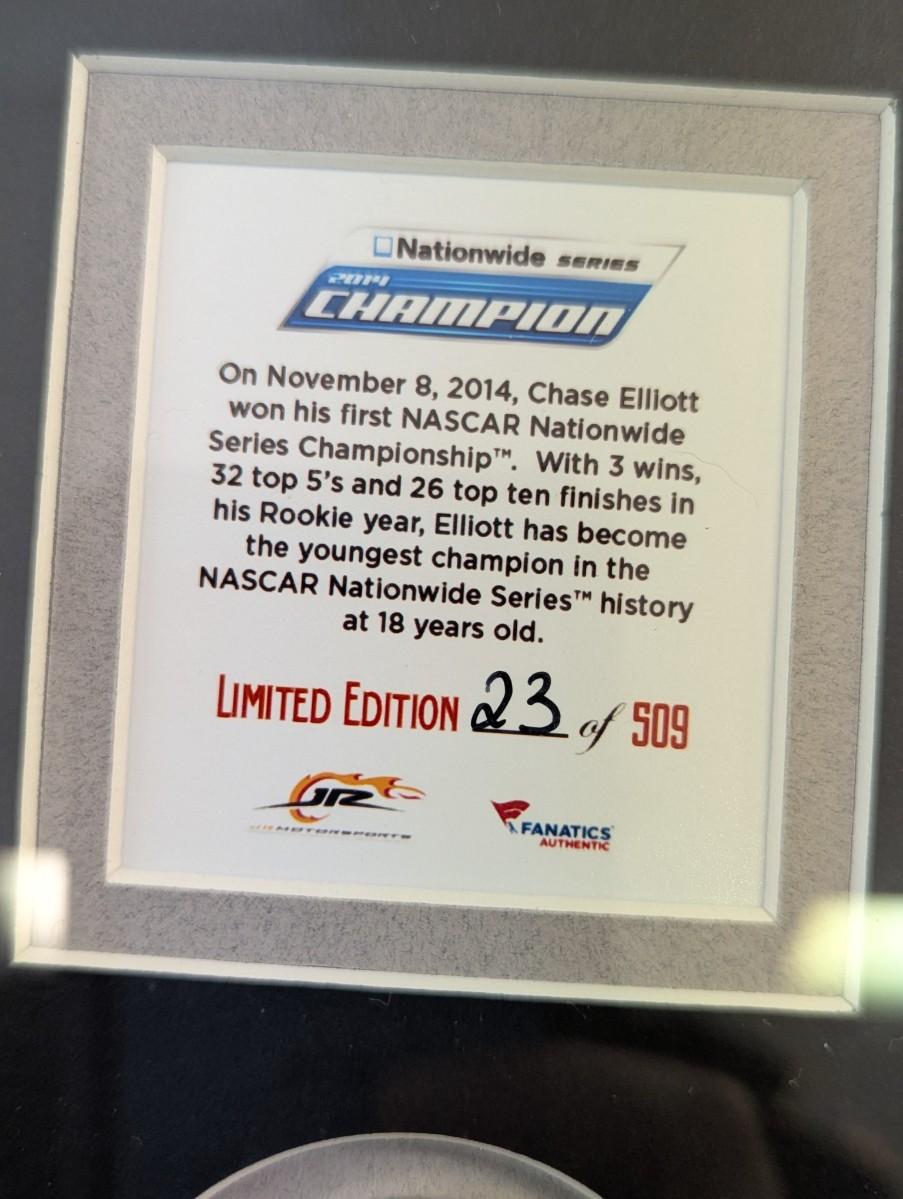 Nationwide SERIES
2014
CHAMPION
On November 8, 2014, Chase Elliott
won his first NASCAR Nationwide
Series Championship™. With 3 wins,
32 top 5's and 26 top ten finishes in
his Rookie year, Elliott has become
the youngest champion in the
NASCAR Nationwide Series™ history
at 18 years old.
LIMITED EDITION 23 of 509
JR
JR MOTORSPORTS
FANATICS
AUTHENTIC